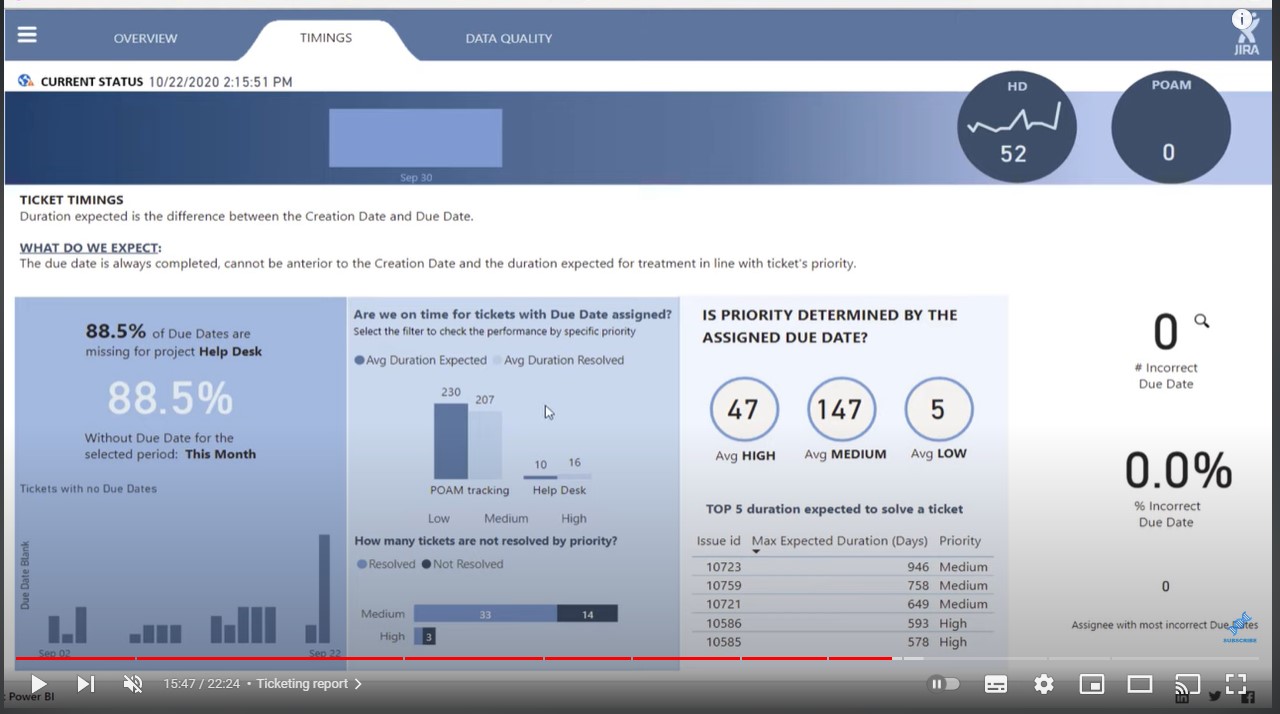 OVERVIEW
TIMINGS
DATA QUALITY
i
JIRA
CURRENT STATUS 10/22/2020 2:15:51 PM
HD
52
POAM
0
Sep 30
TICKET TIMINGS
Duration expected is the difference between the Creation Date and Due Date.
WHAT DO WE EXPECT:
The due date is always completed, cannot be anterior to the Creation Date and the duration expected for treatment in line with ticket's priority.
88.5% of Due Dates are
missing for project Help Desk
88.5%
Without Due Date for the
selected period: This Month
Tickets with no Due Dates
Due Date Blank
Sep 02
Sep 22
Are we on time for tickets with Due Date assigned?
Select the filter to check the performance by specific priority
Avg Duration Expected Avg Duration Resolved
230
207
10
16
POAM tracking
Help Desk
Low Medium High
How many tickets are not resolved by priority?
Resolved Not Resolved
Medium 33 14
High 3
IS PRIORITY DETERMINED BY THE
ASSIGNED DUE DATE?
47 147 5
Avg HIGH Avg MEDIUM Avg LOW
TOP 5 duration expected to solve a ticket
Issue id Max Expected Duration (Days) Priority
10723 946 Medium
10759 758 Medium
10721 649 Medium
10586 593 High
10585 578 High
0
# Incorrect
Due Date
0.0%
% Incorrect
Due Date
0
Assignee with most incorrect Due Dates
SUBSCRIBE
15:47 / 22:24 • Ticketing report
Power BI